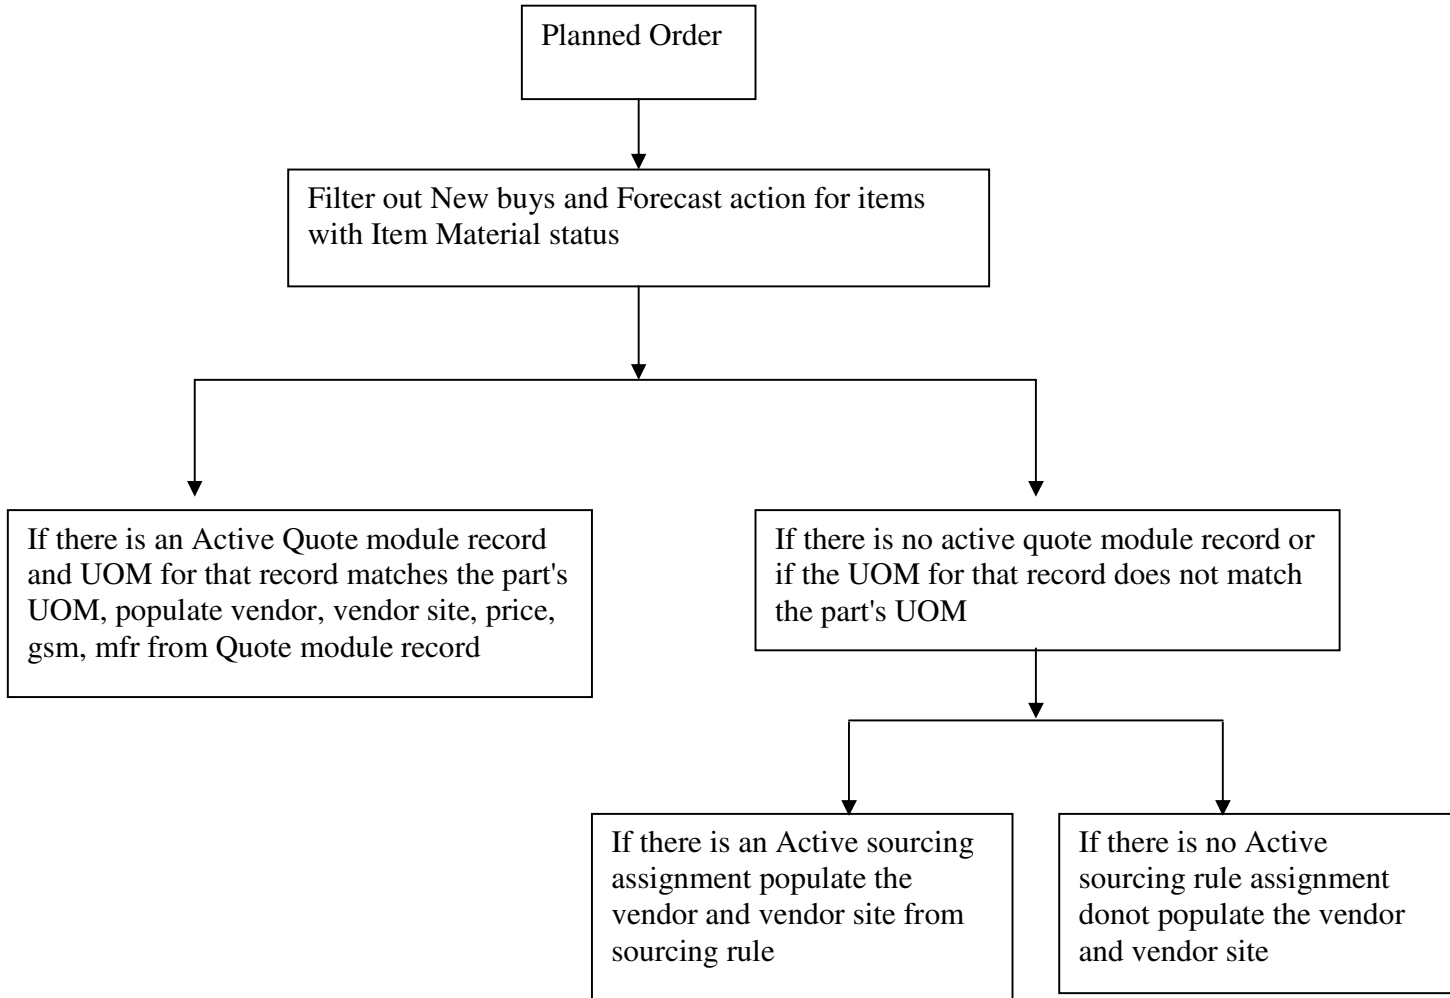 Planned Order
Filter out New buys and Forecast action for items
with Item Material status
If there is an Active Quote module record
and UOM for that record matches the part's
UOM, populate vendor, vendor site, price,
gsm, mfr from Quote module record
If there is no active quote module record or
if the UOM for that record does not match
the part's UOM
If there is an Active sourcing
assignment populate the
vendor and vendor site from
sourcing rule
If there is no Active
sourcing rule assignment
donot populate the vendor
and vendor site